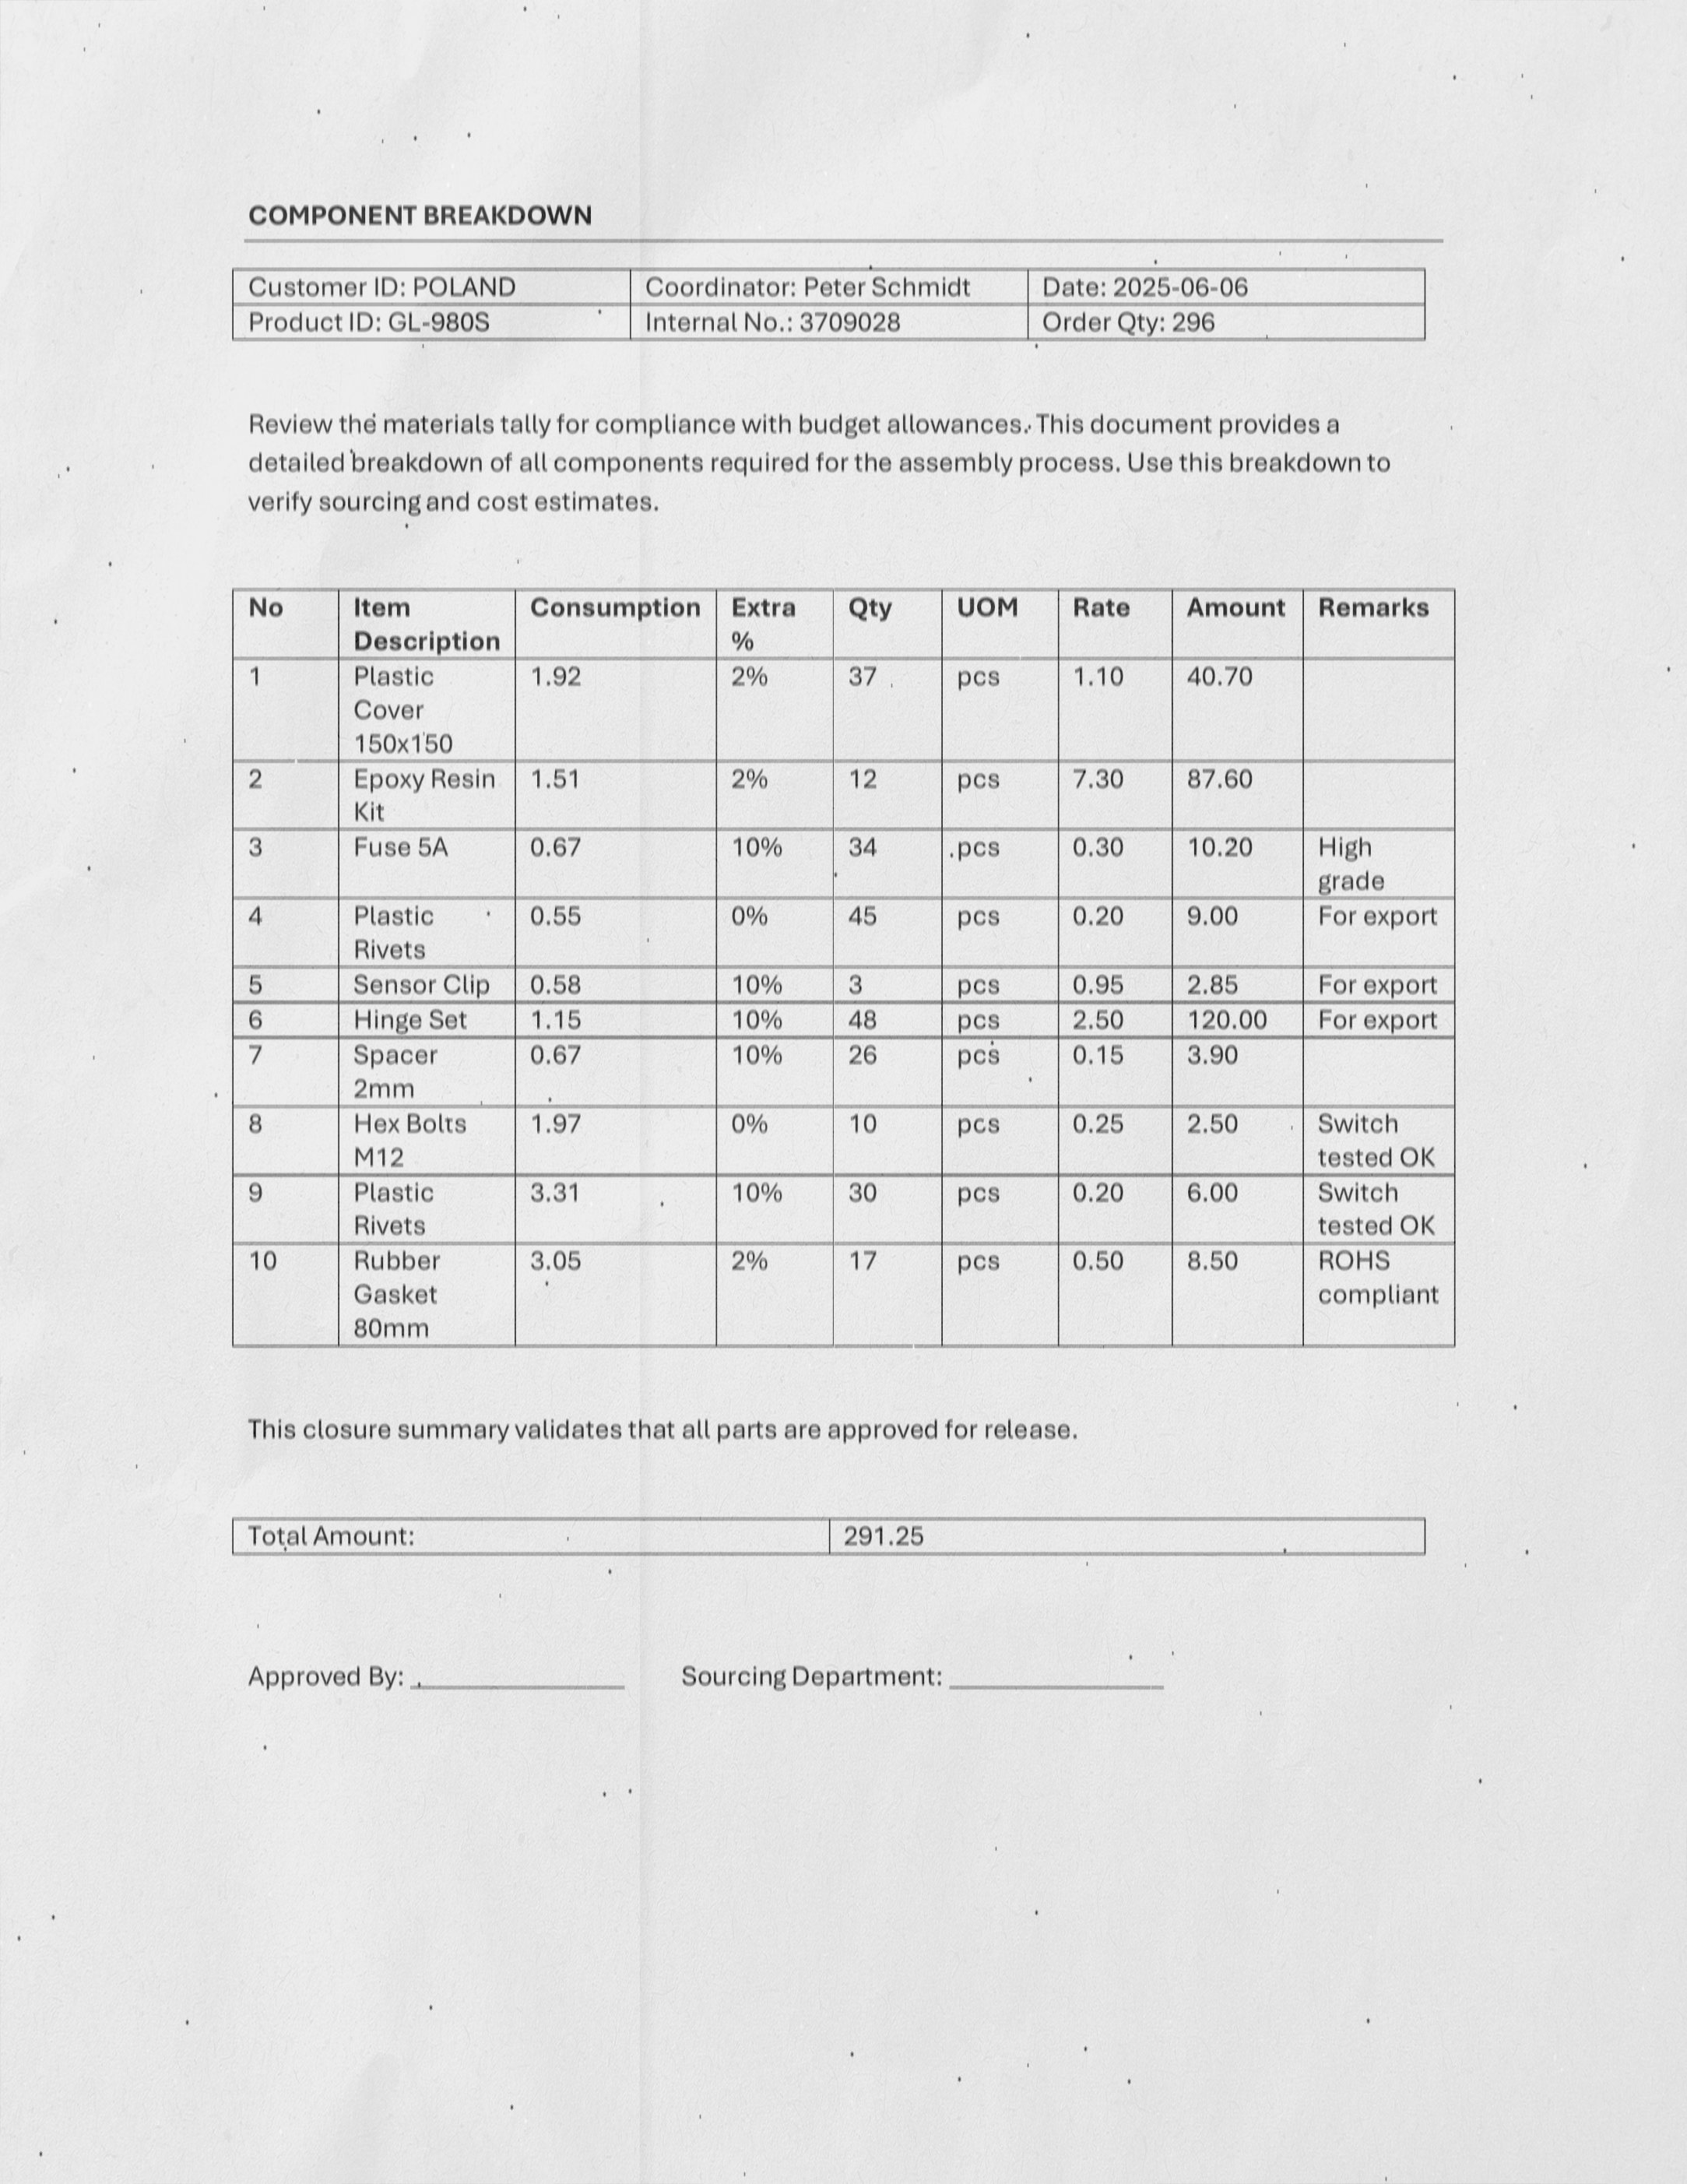 COMPONENT BREAKDOWN
Customer ID: POLAND Coordinator: Peter Schmidt Date: 2025-06-06
Product ID: GL-980S Internal No.: 3709028 Order Qty: 296
Review the materials tally for compliance with budget allowances. This document provides a
detailed breakdown of all components required for the assembly process. Use this breakdown to
verify sourcing and cost estimates.
No Item Consumption Extra Qty UOM Rate Amount Remarks
Description %
1 Plastic 1.92 2% 37 pcs 1.10 40.70
Cover
150x150
2 Epoxy Resin 1.51 2% 12 pcs 7.30 87.60
Kit
3 Fuse 5A 0.67 10% 34 pcs 0.30 10.20 High
grade
4 Plastic 0.55 0% 45 pcs 0.20 9.00 For export
Rivets
5 Sensor Clip 0.58 10% 3 pcs 0.95 2.85 For export
6 Hinge Set 1.15 10% 48 pcs 2.50 120.00 For export
7 Spacer 0.67 10% 26 pcs 0.15 3.90
2mm
8 Hex Bolts 1.97 0% 10 pcs 0.25 2.50 Switch
M12 tested OK
9 Plastic 3.31 10% 30 pcs 0.20 6.00 Switch
Rivets tested OK
10 Rubber 3.05 2% 17 pcs 0.50 8.50 ROHS
Gasket compliant
80mm
This closure summary validates that all parts are approved for release.
Total Amount: 291.25
Approved By: _______________ Sourcing Department: _______________